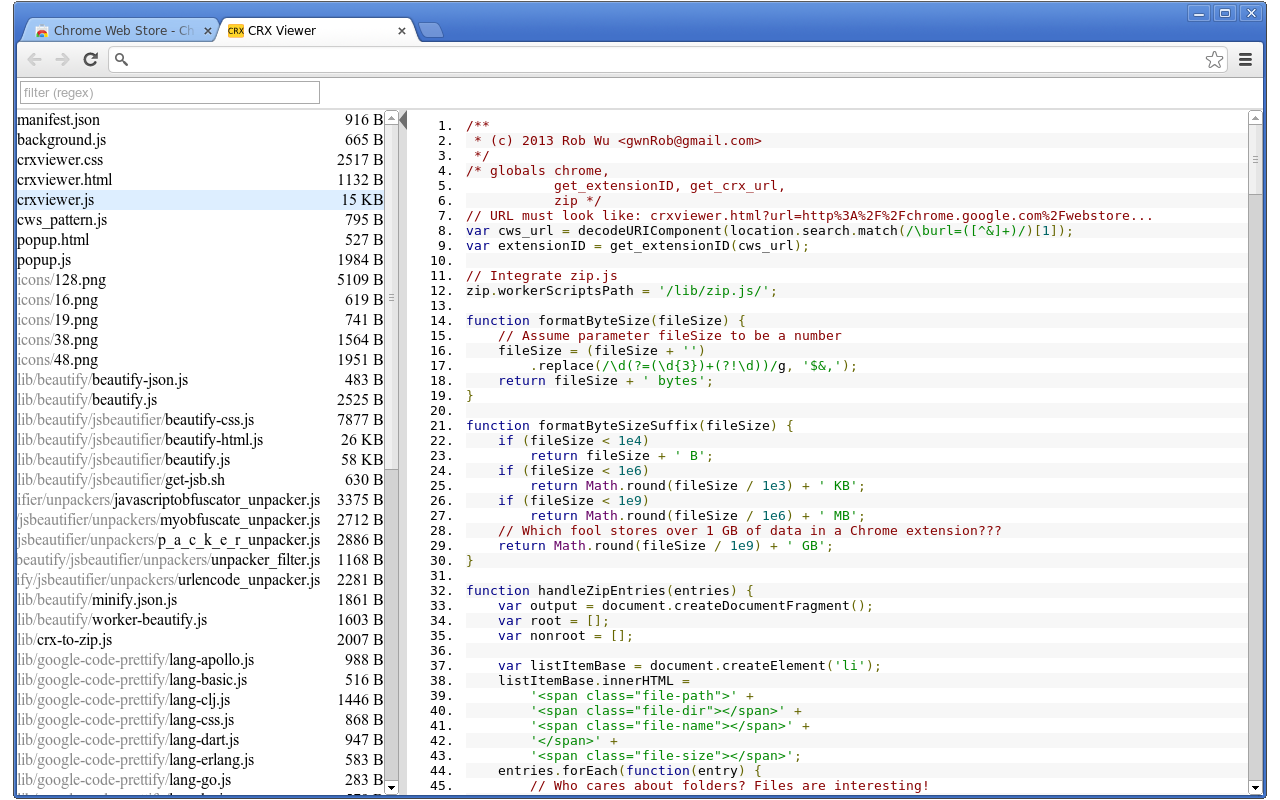 Chrome Web Store - Ch
CRX CRX Viewer
filter (regex)
manifest.json 916 B
background.js 665 B
crxviewer.css 2517 B
crxviewer.html 1132 B
crxviewer.js 15 KB
cws_pattern.js 795 B
popup.html 527 B
popup.js 1984 B
icons/128.png 5109 B
icons/16.png 619 B
icons/19.png 741 B
icons/38.png 1564 B
icons/48.png 1951 B
lib/beautify/beautify-json.js 483 B
lib/beautify/beautify.js 2525 B
lib/beautify/jsbeautifier/beautify-css.js 7877 B
lib/beautify/jsbeautifier/beautify-html.js 26 KB
lib/beautify/jsbeautifier/beautify.js 58 KB
lib/beautify/jsbeautifier/get-jsb.sh 630 B
ifier/unpackers/javascriptobfuscator_unpacker.js 3375 B
/jsbeautifier/unpackers/myobfuscate_unpacker.js 2712 B
jsbeautifier/unpackers/p_a_c_k_e_r_unpacker.js 2886 B
beautify/jsbeautifier/unpackers/unpacker_filter.js 1168 B
ify/jsbeautifier/unpackers/urlencode_unpacker.js 2281 B
lib/beautify/minify.json.js 1861 B
lib/beautify/worker-beautify.js 1603 B
lib/crx-to-zip.js 2007 B
lib/google-code-prettify/lang-apollo.js 988 B
lib/google-code-prettify/lang-basic.js 516 B
lib/google-code-prettify/lang-clj.js 1446 B
lib/google-code-prettify/lang-css.js 868 B
lib/google-code-prettify/lang-dart.js 947 B
lib/google-code-prettify/lang-erlang.js 583 B
lib/google-code-prettify/lang-go.js 283 B
1. /**
2.  * (c) 2013 Rob Wu <gwnRob@gmail.com>
3.  */
4. /* globals chrome,
5.            get_extensionID, get_crx_url,
6.            zip */
7. // URL must look like: crxviewer.html?url=http%3A%2F%2Fchrome.google.com%2Fwebstore...
8. var cws_url = decodeURIComponent(location.search.match(/\burl=([^&]+)/)[1]);
9. var extensionID = get_extensionID(cws_url);
10.
11. // Integrate zip.js
12. zip.workerScriptsPath = '/lib/zip.js/';
13.
14. function formatByteSize(fileSize) {
15.     // Assume parameter fileSize to be a number
16.     fileSize = (fileSize + '')
17.         .replace(/\d(?=(\d{3})+(?!\d))/g, '$&,');
18.     return fileSize + ' bytes';
19. }
20.
21. function formatByteSizeSuffix(fileSize) {
22.     if (fileSize < 1e4)
23.         return fileSize + ' B';
24.     if (fileSize < 1e6)
25.         return Math.round(fileSize / 1e3) + ' KB';
26.     if (fileSize < 1e9)
27.         return Math.round(fileSize / 1e6) + ' MB';
28.     // Which fool stores over 1 GB of data in a Chrome extension???
29.     return Math.round(fileSize / 1e9) + ' GB';
30. }
31.
32. function handleZipEntries(entries) {
33.     var output = document.createDocumentFragment();
34.     var root = [];
35.     var nonroot = [];
36.
37.     var listItemBase = document.createElement('li');
38.     listItemBase.innerHTML =
39.         '<span class="file-path">' +
40.         '<span class="file-dir"></span>' +
41.         '<span class="file-name"></span>' +
42.         '</span>' +
43.         '<span class="file-size"></span>';
44.     entries.forEach(function(entry) {
45.         // Who cares about folders? Files are interesting!